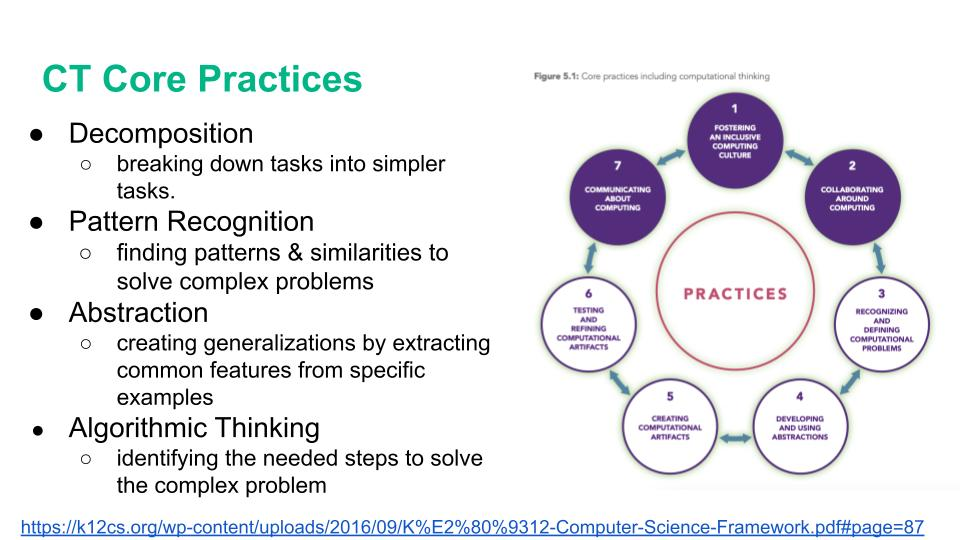 CT Core Practices
● Decomposition
○ breaking down tasks into simpler
tasks.
● Pattern Recognition
○ finding patterns & similarities to
solve complex problems
● Abstraction
○ creating generalizations by extracting
common features from specific
examples
● Algorithmic Thinking
○ identifying the needed steps to solve
the complex problem
Figure 5.1: Core practices including computational thinking
1
FOSTERING
AN INCLUSIVE
COMPUTING
CULTURE
2
COLLABORATING
AROUND
COMPUTING
3
RECOGNIZING
AND
DEFINING
COMPUTATIONAL
PROBLEMS
4
DEVELOPING
AND USING
ABSTRACTIONS
5
CREATING
COMPUTATIONAL
ARTIFACTS
6
TESTING
AND
REFINING
COMPUTATIONAL
ARTIFACTS
7
COMMUNICATING
ABOUT
COMPUTING
PRACTICES
https://k12cs.org/wp-content/uploads/2016/09/K%E2%80%9312-Computer-Science-Framework.pdf#page=87